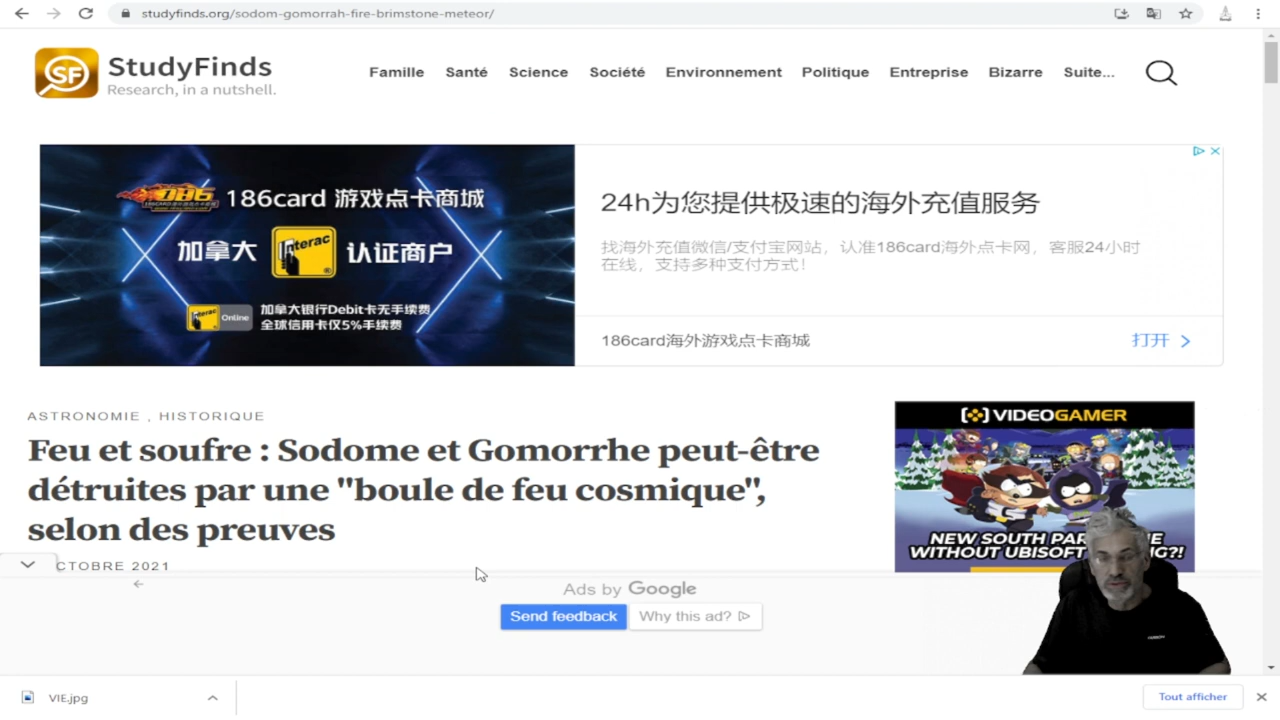 studyfinds.org/sodom-gomorrah-fire-brimstone-meteor/
SF
StudyFinds
Research, in a nutshell.
Famille Santé Science Société Environnement Politique Entreprise Bizarre Suite...
186card 游戏点卡商城
加拿大 Interac 认证商户
Online
加拿大银行Debit卡无手续费
全球信用卡仅5%手续费
24h为您提供极速的海外充值服务
找海外充值微信/支付宝网站，认准186card海外点卡网，客服24小时
在线，支持多种支付方式！
186card海外游戏点卡商城
打开
ASTRONOMIE , HISTORIQUE
Feu et soufre : Sodome et Gomorrhe peut-être
détruites par une "boule de feu cosmique",
selon des preuves
CTOBRE 2021
VIDEOGAMER
NEW SOUTH PAR E
WITHOUT UBISOFT G?!
Ads by Google
Send feedback
Why this ad?
VIE.jpg
Tout afficher